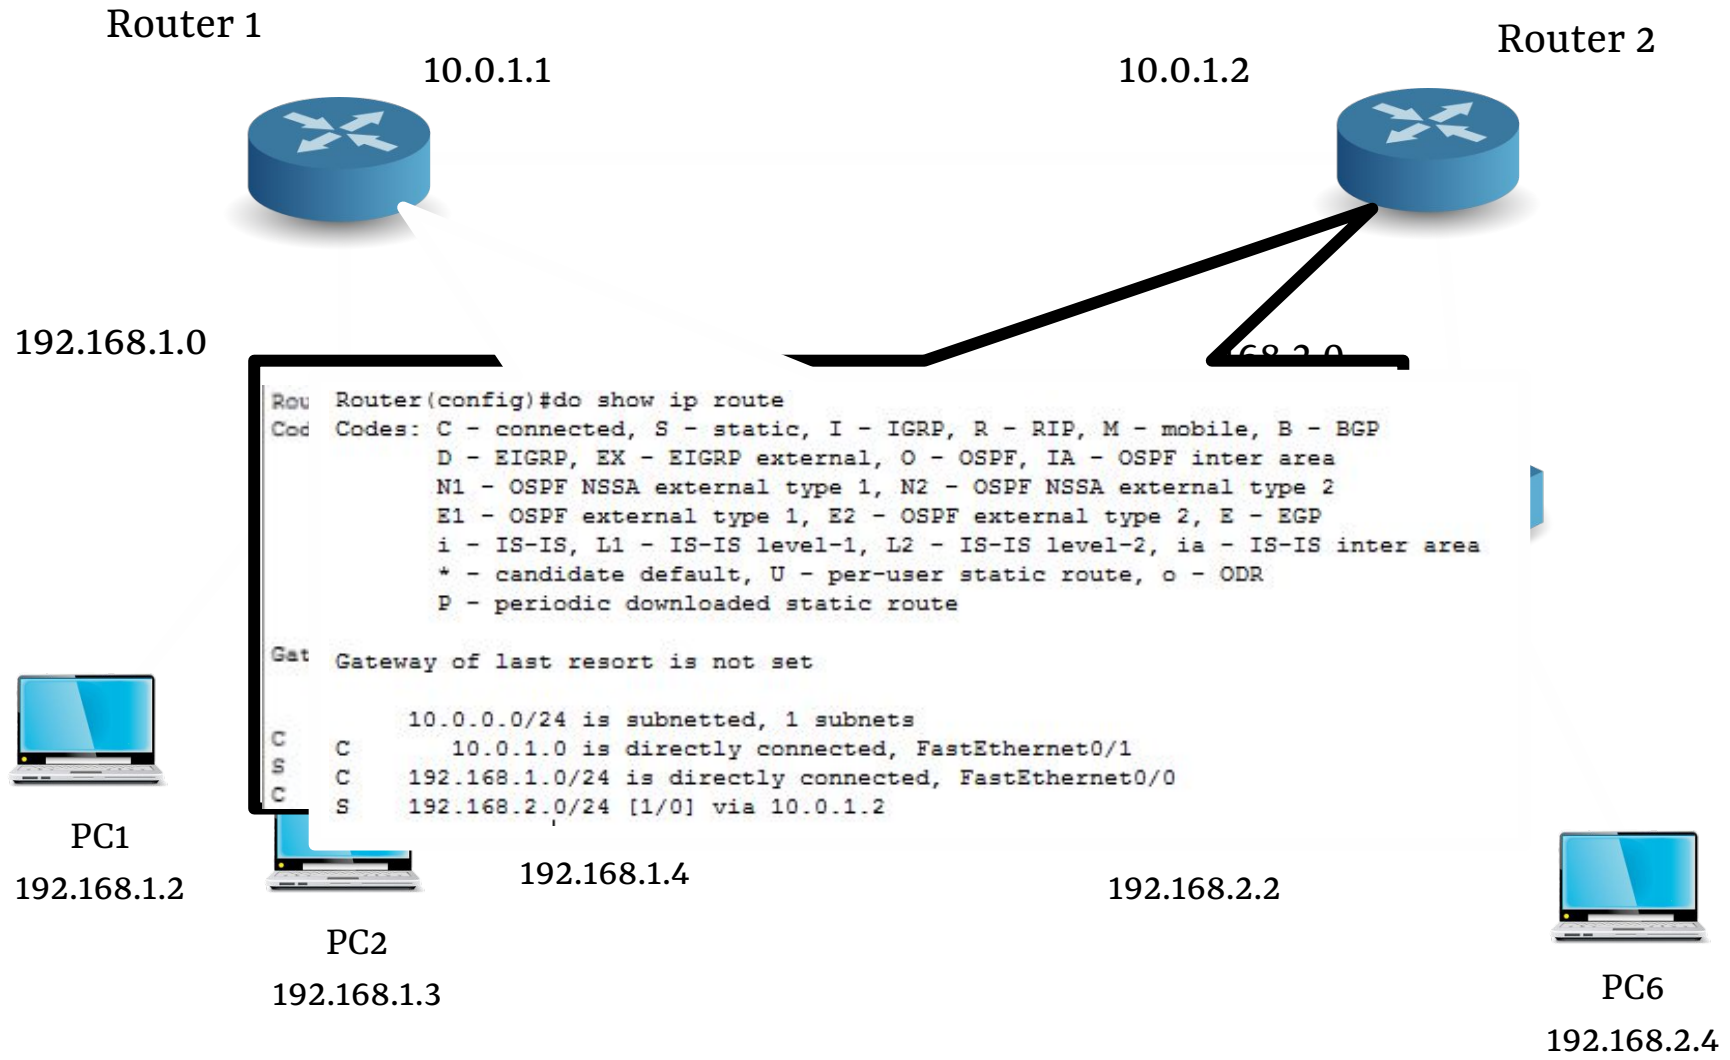 Router 1
Router 2
10.0.1.1
10.0.1.2
192.168.1.0
68.2.0
Rou
Cod
Gat
C
S
C
Router(config)#do show ip route
Codes: C - connected, S - static, I - IGRP, R - RIP, M - mobile, B - BGP
D - EIGRP, EX - EIGRP external, O - OSPF, IA - OSPF inter area
N1 - OSPF NSSA external type 1, N2 - OSPF NSSA external type 2
E1 - OSPF external type 1, E2 - OSPF external type 2, E - EGP
i - IS-IS, L1 - IS-IS level-1, L2 - IS-IS level-2, ia - IS-IS inter area
* - candidate default, U - per-user static route, o - ODR
P - periodic downloaded static route
Gateway of last resort is not set
10.0.0.0/24 is subnetted, 1 subnets
C 10.0.1.0 is directly connected, FastEthernet0/1
C 192.168.1.0/24 is directly connected, FastEthernet0/0
S 192.168.2.0/24 [1/0] via 10.0.1.2
PC1
192.168.1.2
PC2
192.168.1.3
192.168.1.4
192.168.2.2
PC6
192.168.2.4